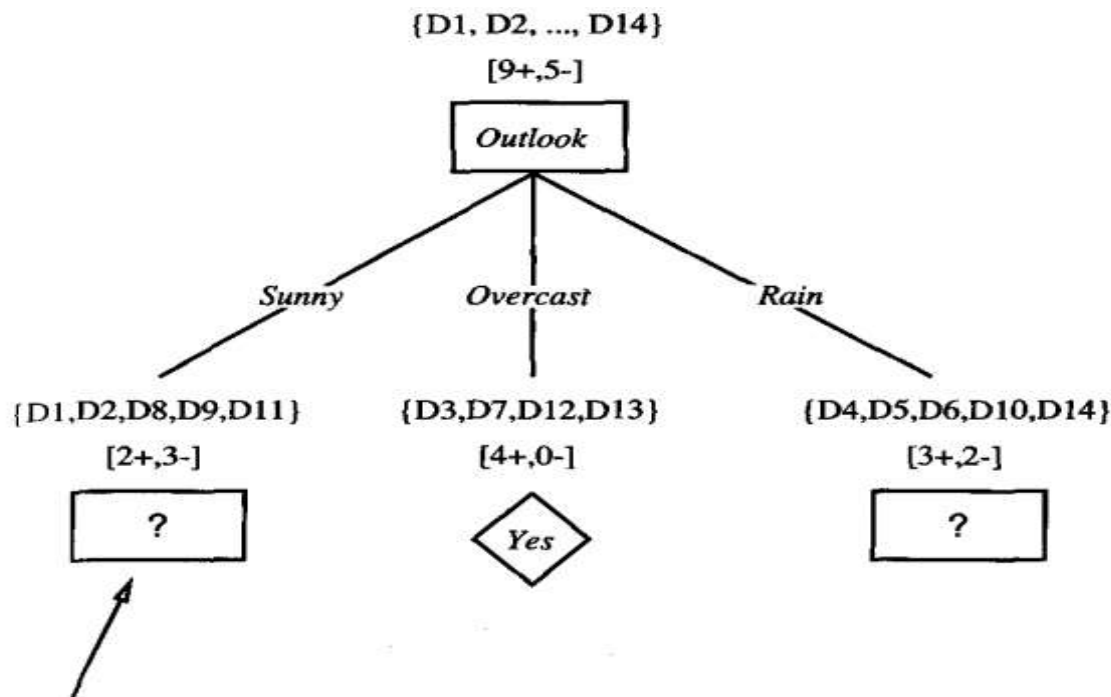 {D1, D2, ..., D14}
[9+,5-]
Outlook
Sunny Overcast Rain
{D1,D2,D8,D9,D11} {D3,D7,D12,D13} {D4,D5,D6,D10,D14}
[2+,3-] [4+,0-] [3+,2-]
? Yes ?